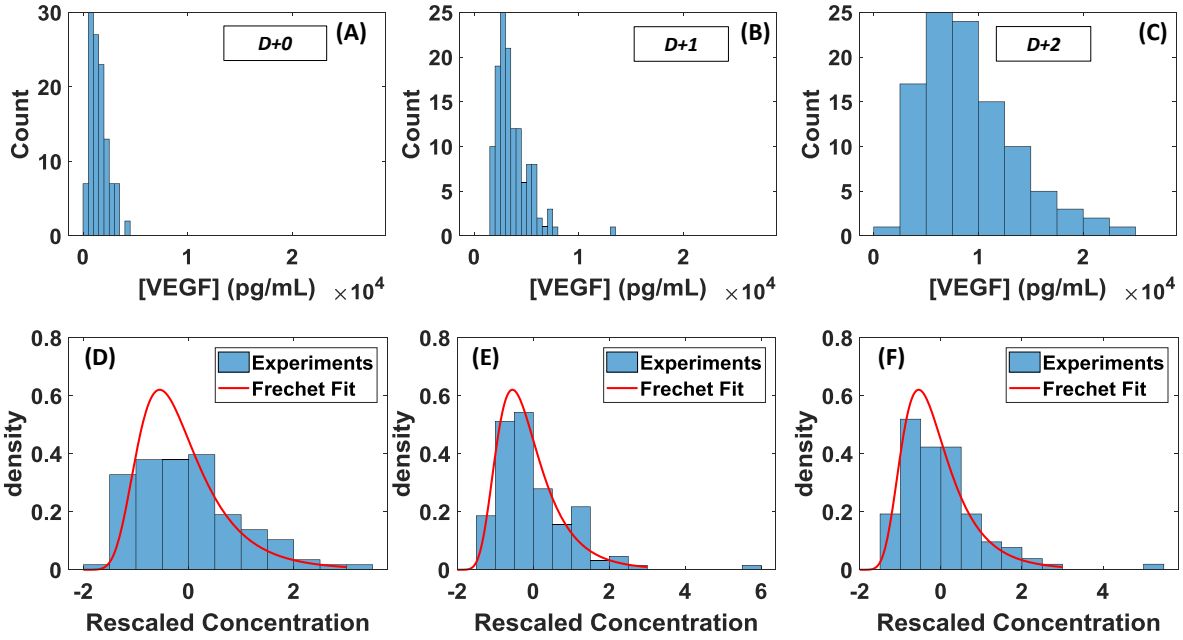 30
20
10
0
Count
0
1
2
[VEGF] (pg/mL)
×10^4
D+0
(A)
25
20
15
10
5
0
Count
0
1
2
[VEGF] (pg/mL)
×10^4
D+1
(B)
25
20
15
10
5
0
Count
0
1
2
[VEGF] (pg/mL)
×10^4
D+2
(C)
0.8
0.6
0.4
0.2
0
density
-2
0
2
Rescaled Concentration
(D)
Experiments
Frechet Fit
0.8
0.6
0.4
0.2
0
density
-2
0
2
4
6
Rescaled Concentration
(E)
Experiments
Frechet Fit
0.8
0.6
0.4
0.2
0
density
-2
0
2
4
Rescaled Concentration
(F)
Experiments
Frechet Fit